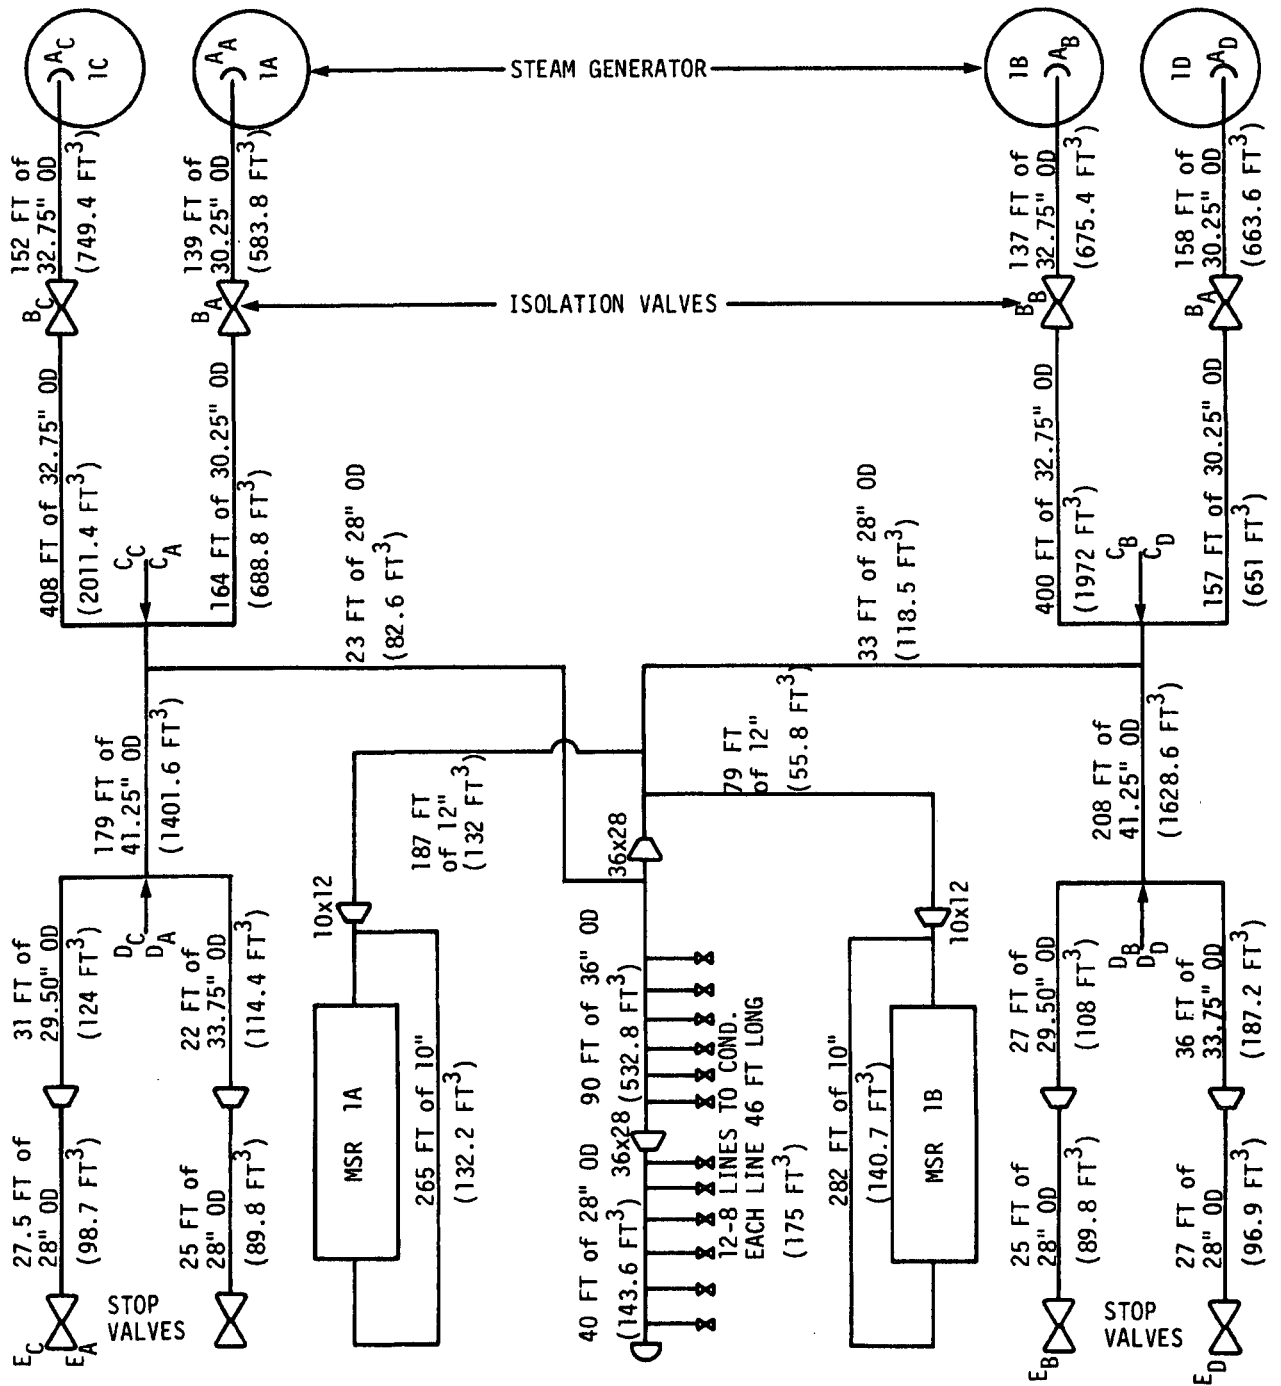 1C
A_C
1A
A_A
STEAM GENERATOR
1B
A_B
1D
A_D
152 FT of
32.75" OD
(749.4 FT³)
139 FT of
30.25" OD
(583.8 FT³)
137 FT of
32.75" OD
(675.4 FT³)
158 FT of
30.25" OD
(663.6 FT³)
B_C
B_A
ISOLATION VALVES
B_B
B_A
408 FT of 32.75" OD
(2011.4 FT³)
C_C
C_A
164 FT of 30.25" OD
(688.8 FT³)
400 FT of 32.75" OD
(1972 FT³)
C_B
C_D
157 FT of 30.25" OD
(651 FT³)
23 FT of 28" OD
(82.6 FT³)
33 FT of 28" OD
(118.5 FT³)
179 FT of
41.25" OD
(1401.6 FT³)
187 FT
of 12"
(132 FT³)
79 FT
of 12"
(55.8 FT³)
208 FT of
41.25" OD
(1628.6 FT³)
31 FT of
29.50" OD
(124 FT³)
D_C
D_A
22 FT of
33.75" OD
(114.4 FT³)
10x12
36x28
10x12
27 FT of
29.50" OD
(108 FT³)
D_B
D_D
36 FT of
33.75" OD
(187.2 FT³)
MSR 1A
265 FT of 10"
(132.2 FT³)
90 FT of 36" OD
(532.8 FT³)
36x28
40 FT of 28" OD
(143.6 FT³)
12-8 LINES TO COND.
EACH LINE 46 FT LONG
(175 FT³)
282 FT of 10"
(140.7 FT³)
MSR 1B
27.5 FT of
28" OD
(98.7 FT³)
25 FT of
28" OD
(89.8 FT³)
25 FT of
28" OD
(89.8 FT³)
27 FT of
28" OD
(96.9 FT³)
E_C
E_A
STOP
VALVES
E_B
STOP
VALVES
E_D